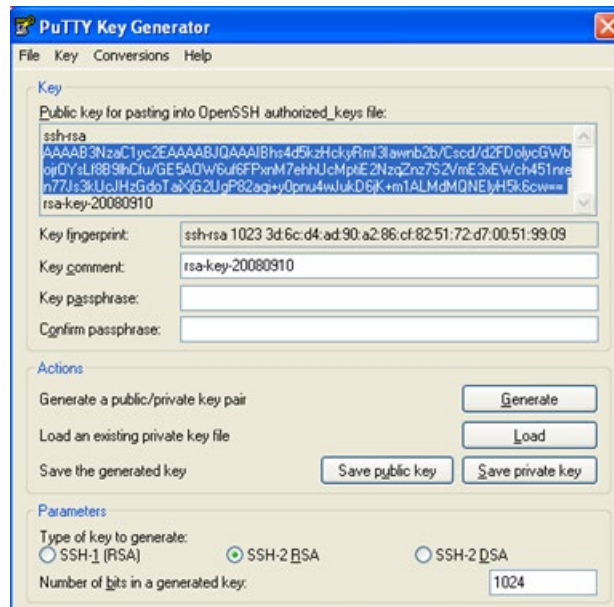 PuTTY Key Generator
File Key Conversions Help
Key
Public key for pasting into OpenSSH authorized_keys file:
ssh-rsa
AAAAB3NzaC1yc2EAAAABJQAAAIBhs4d5kzHckyRmI3Iawnb2b/Cscd/d2FDolycGWb
ojrOYsLf8B9IhCfu/GE5AOW6uf6FPxnM7ehhUcMptiE2NzqZnz7S2VmE3xEWch451nre
n77Js3kUcJHzGdoTaiXjG2UgP82aqi+y0pnu4wJukD6jK+m1ALMdMQNEIyH5k6cw==
rsa-key-20080910
Key fingerprint: ssh-rsa 1023 3d:6c:d4:ad:90:a2:86:cf:82:51:72:d7:00:51:99:09
Key comment: rsa-key-20080910
Key passphrase:
Confirm passphrase:
Actions
Generate a public/private key pair Generate
Load an existing private key file Load
Save the generated key Save public key Save private key
Parameters
Type of key to generate:
SSH-1 (RSA) SSH-2 RSA SSH-2 DSA
Number of bits in a generated key: 1024